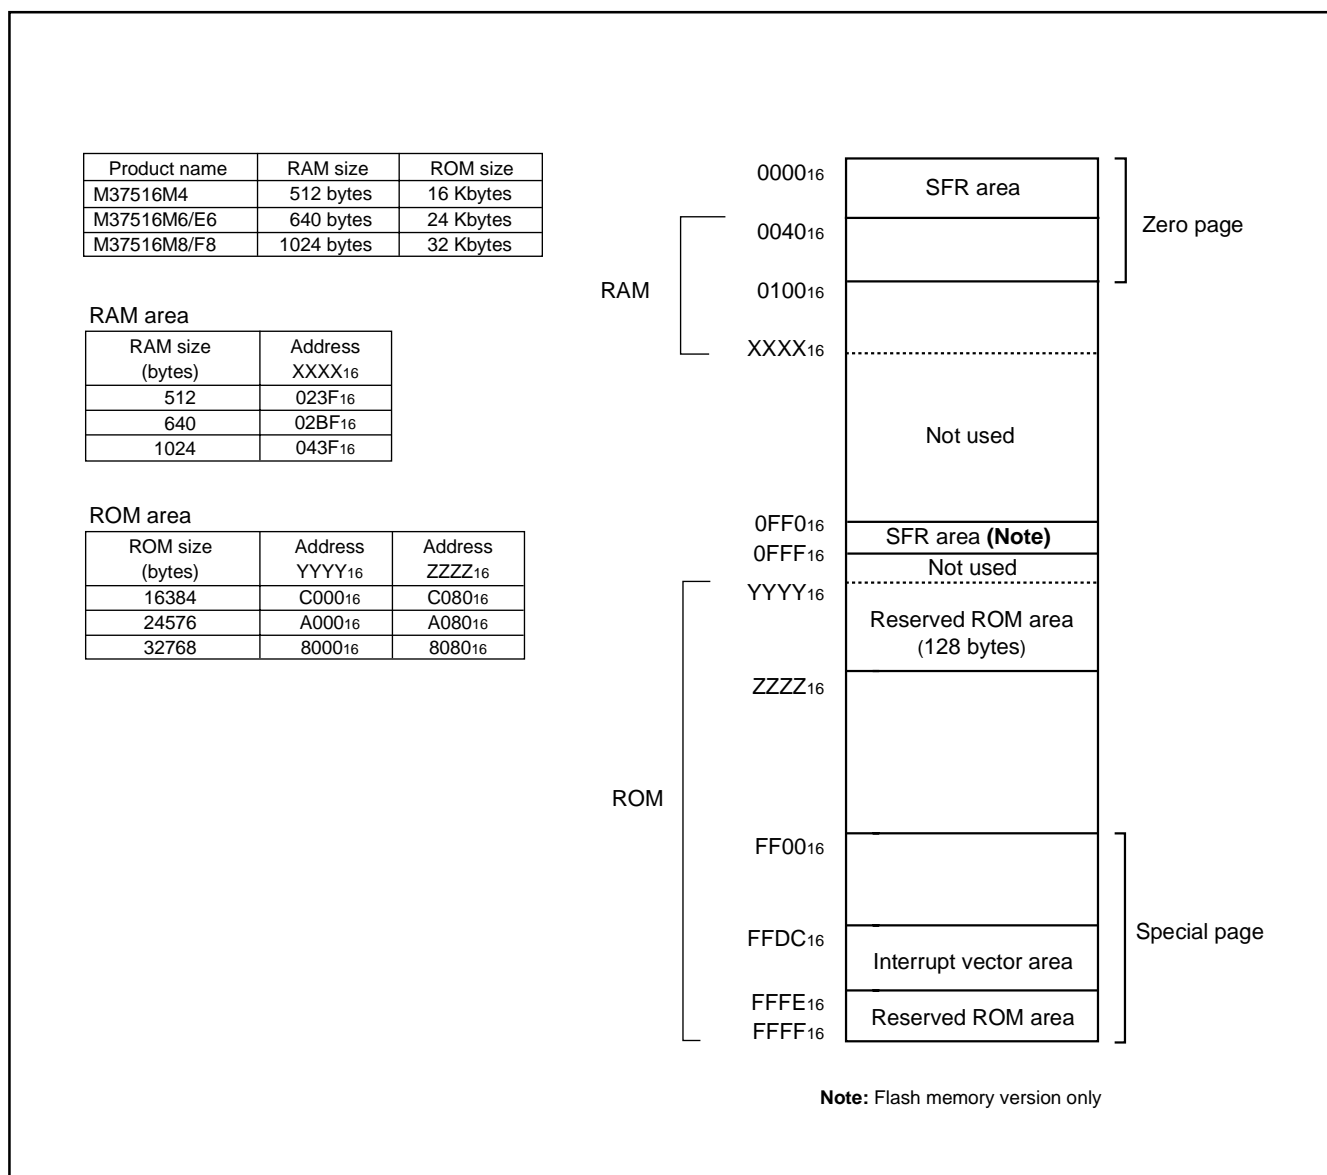 Product name RAM size ROM size
M37516M4 512 bytes 16 Kbytes
M37516M6/E6 640 bytes 24 Kbytes
M37516M8/F8 1024 bytes 32 Kbytes
RAM area
RAM size (bytes) Address XXXX16
512 023F16
640 02BF16
1024 043F16
ROM area
ROM size (bytes) Address YYYY16 Address ZZZZ16
16384 C00016 C08016
24576 A00016 A08016
32768 800016 808016
000016
SFR area
Zero page
004016
RAM
010016
XXXX16
Not used
0FF016
SFR area (Note)
0FFF16
Not used
YYYY16
Reserved ROM area
(128 bytes)
ZZZZ16
ROM
FF0016
Special page
FFDC16
Interrupt vector area
FFFE16
Reserved ROM area
FFFF16
Note: Flash memory version only